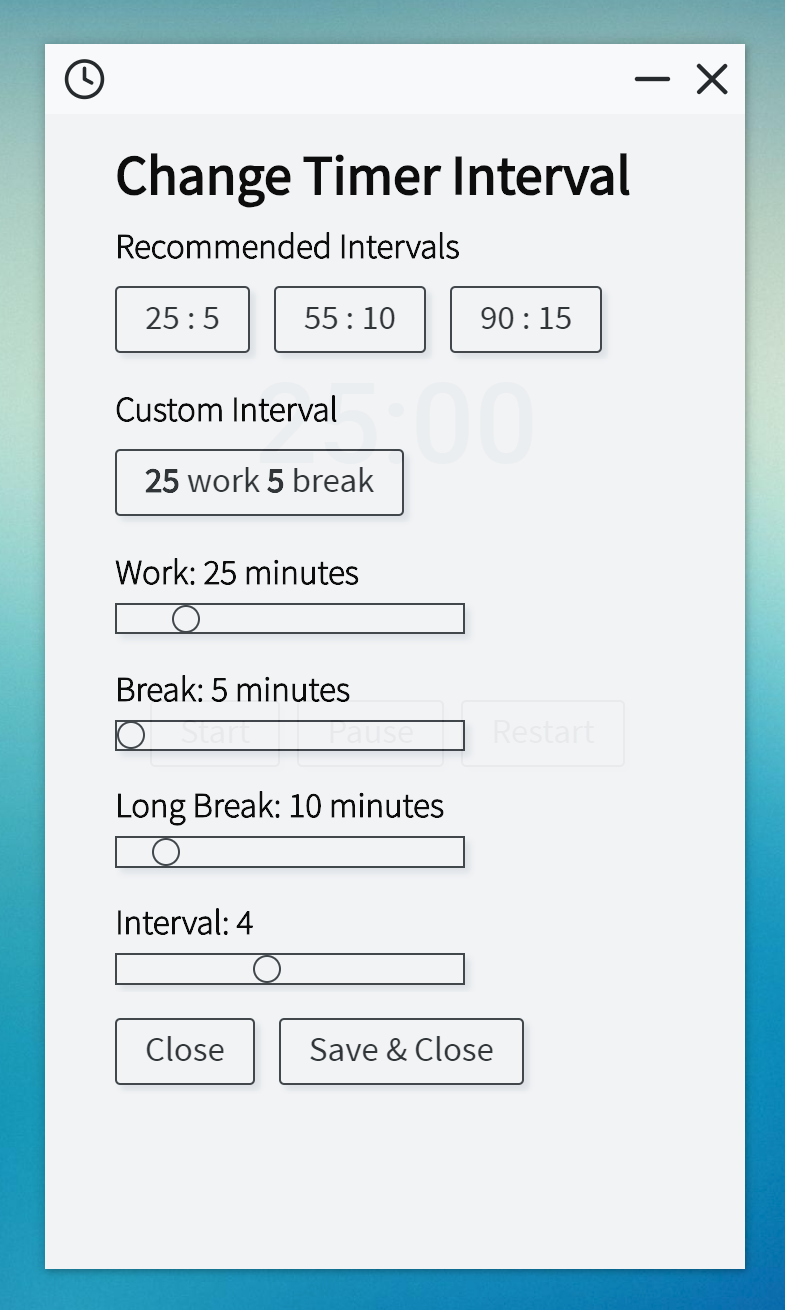 Change Timer Interval
Recommended Intervals
25 : 5
55 : 10
90 : 15
25:00
Custom Interval
25 work 5 break
Work: 25 minutes
Break: 5 minutes
Start
Pause
Restart
Long Break: 10 minutes
Interval: 4
Close
Save & Close